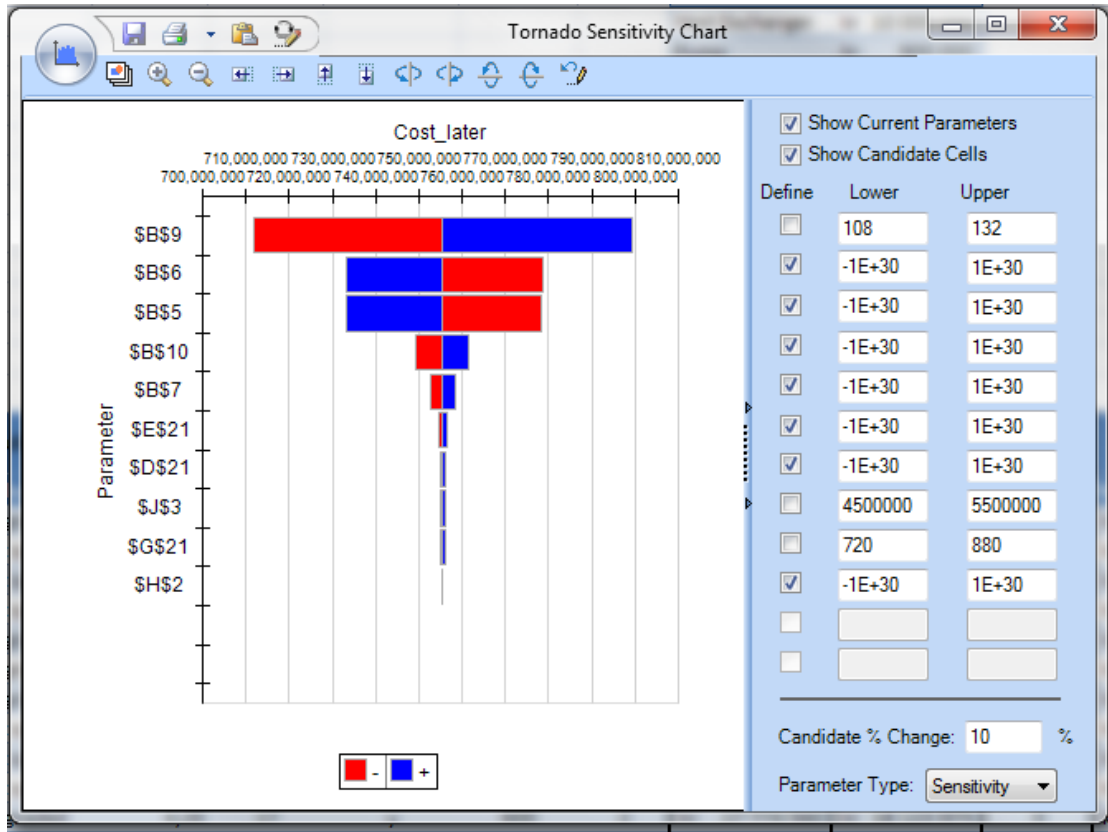 Tornado Sensitivity Chart
Cost_later
710,000,000 730,000,000 750,000,000 770,000,000 790,000,000 810,000,000
700,000,000 720,000,000 740,000,000 760,000,000 780,000,000 800,000,000
Parameter
$B$9
$B$6
$B$5
$B$10
$B$7
$E$21
$D$21
$J$3
$G$21
$H$2
- +
Show Current Parameters
Show Candidate Cells
Define Lower Upper
108 132
-1E+30 1E+30
-1E+30 1E+30
-1E+30 1E+30
-1E+30 1E+30
-1E+30 1E+30
-1E+30 1E+30
4500000 5500000
720 880
-1E+30 1E+30
Candidate % Change: 10 %
Parameter Type: Sensitivity